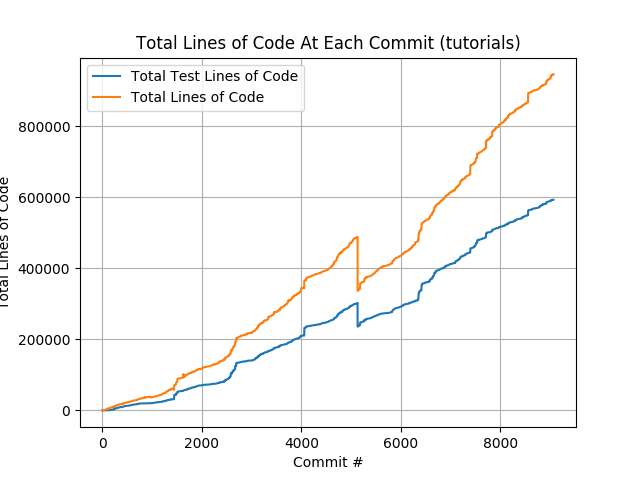 Total Lines of Code At Each Commit (tutorials)
Total Test Lines of Code
Total Lines of Code
800000
600000
400000
200000
0
Total Lines of Code
0 2000 4000 6000 8000
Commit #